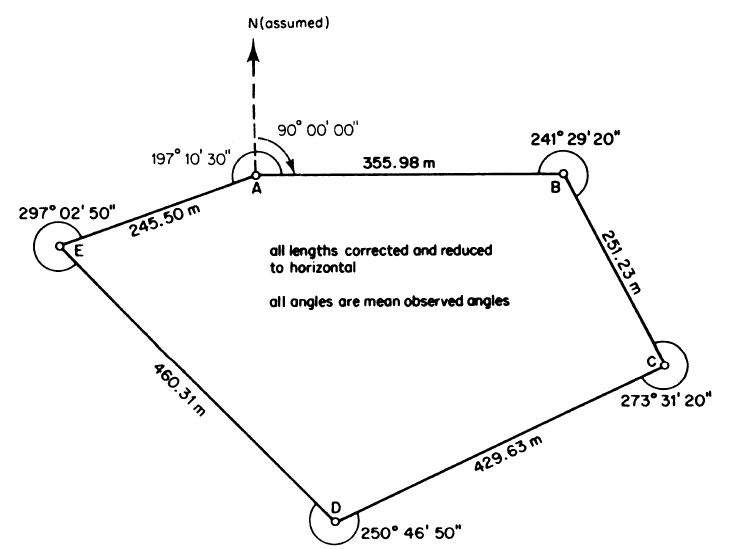 N(assumed)
90° 00' 00"
197° 10' 30"
241° 29' 20"
355.98 m
A
B
297° 02' 50"
245.50 m
E
251.23 m
all lengths corrected and reduced
to horizontal
all angles are mean observed angles
C
460.31 m
273° 31' 20"
429.63 m
D
250° 46' 50"